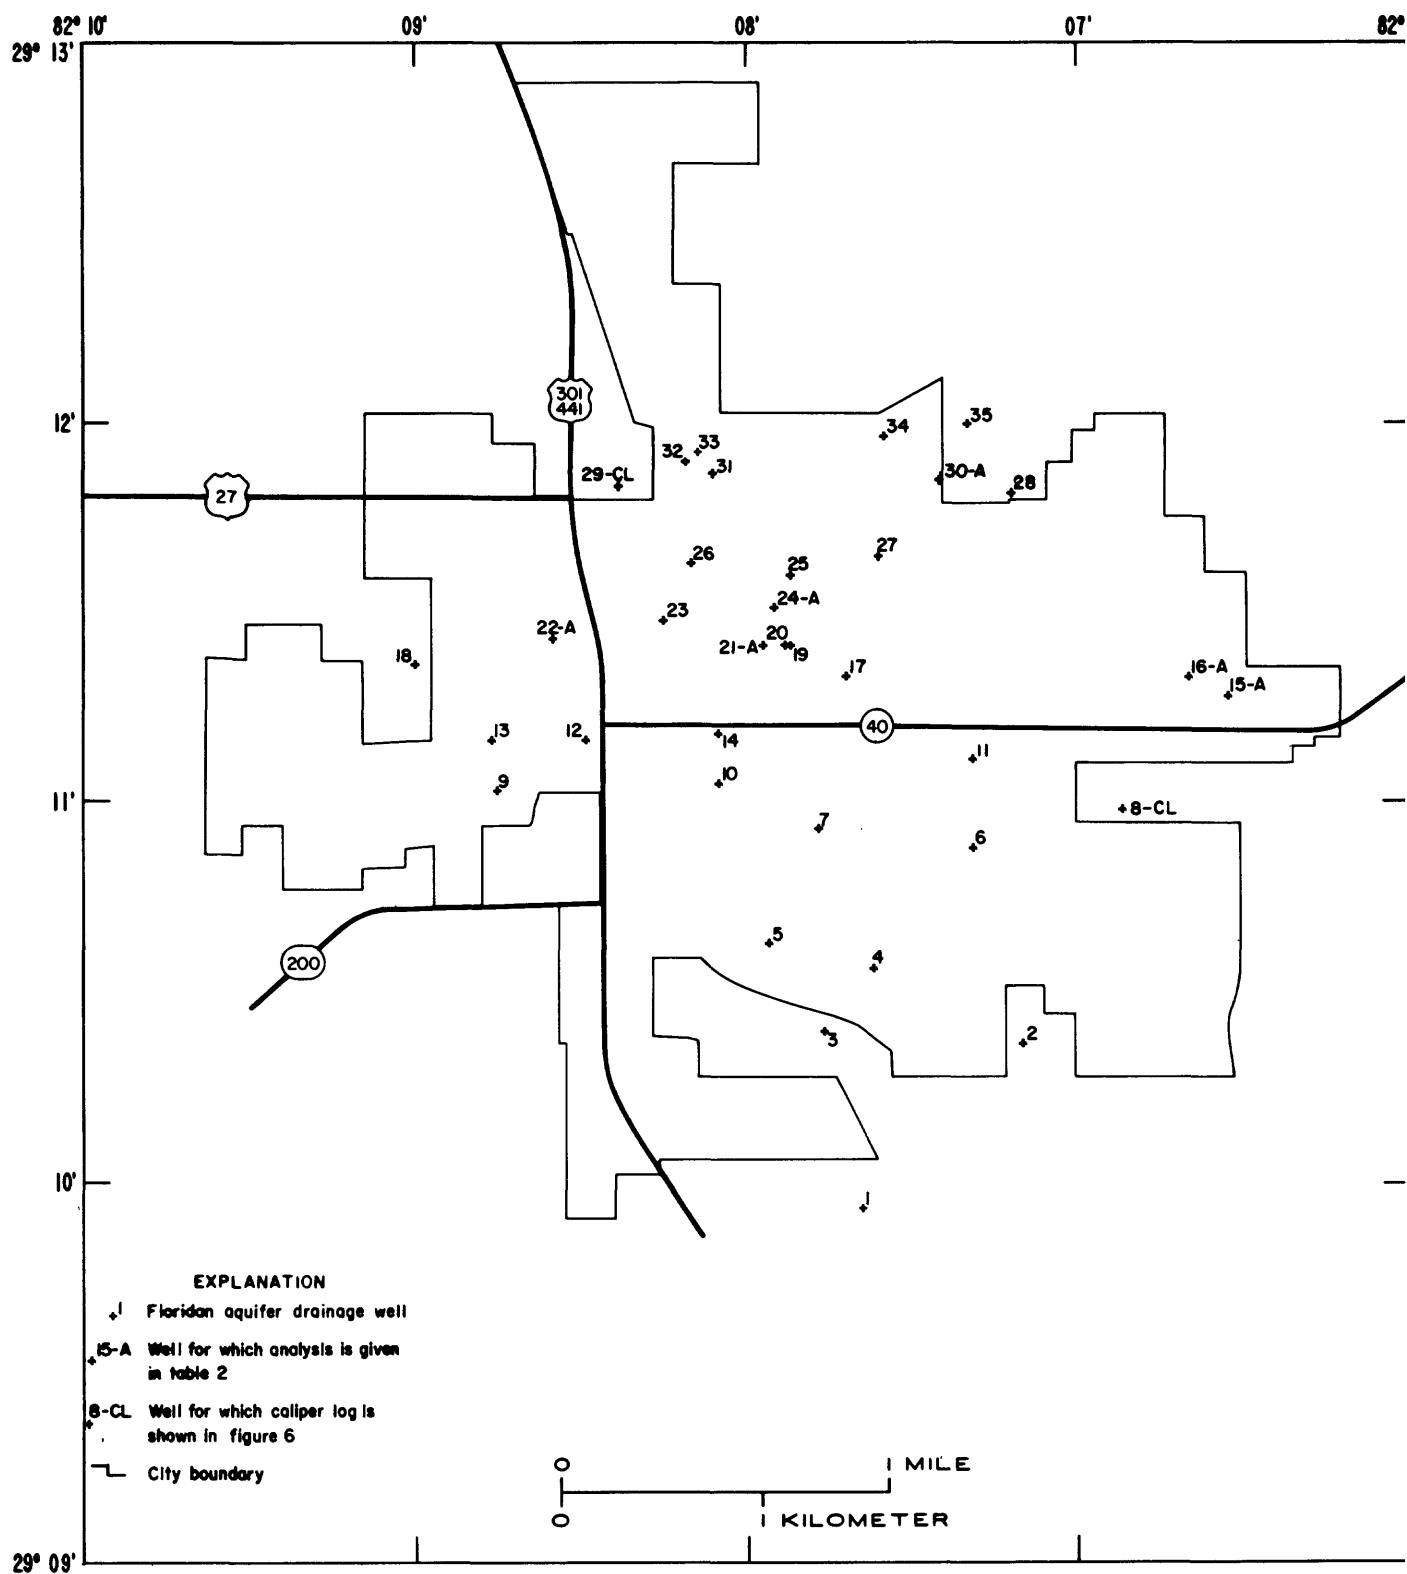 82° 10' 09' 08' 07' 82°
29° 13'
301
441
12'
35
34
33
32
31
29-CL
30-A
28
27
27
26
25
24-A
23
22-A
20
21-A
19
18
17
16-A
15-A
40
13
12
14
11
10
9
11'
8-CL
7
6
5
4
200
3
2
10'
1
EXPLANATION
1 Floridan aquifer drainage well
15-A Well for which analysis is given
in table 2
8-CL Well for which caliper log is
shown in figure 6
City boundary
0 1 MILE
0 1 KILOMETER
29° 09'